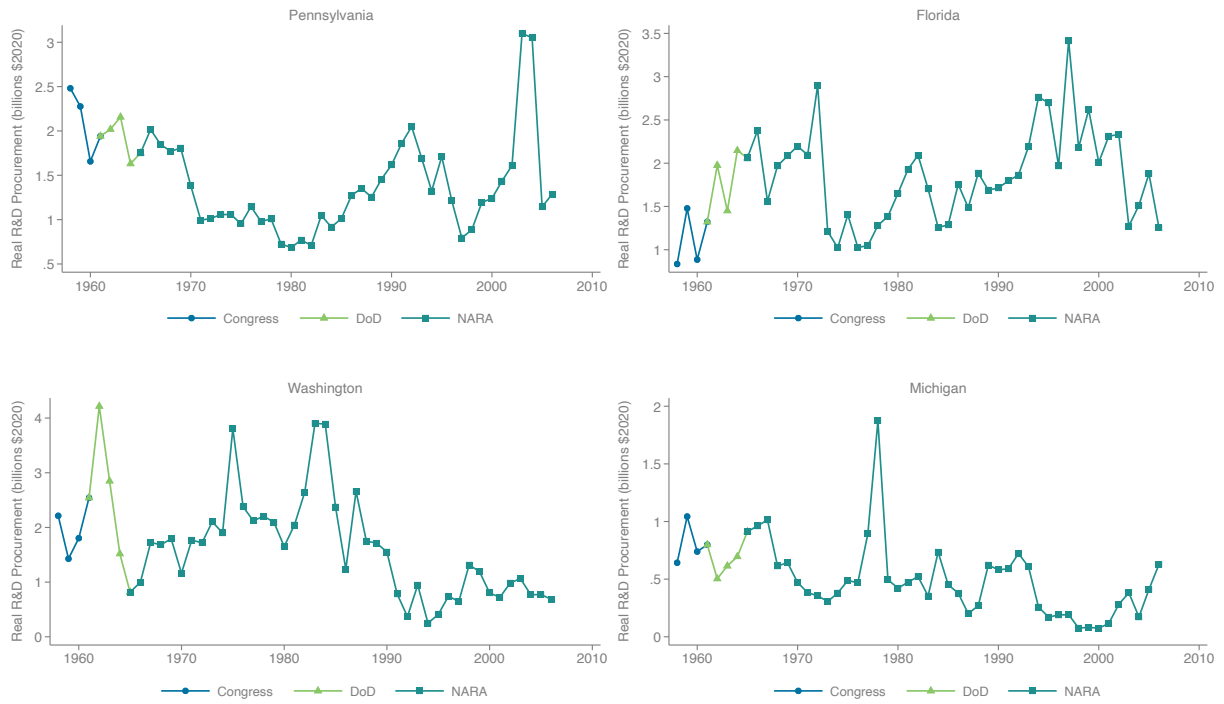 Pennsylvania
Real R&D Procurement (billions $2020)
3
2.5
2
1.5
1
.5
1960 1970 1980 1990 2000 2010
Congress DoD NARA
Florida
Real R&D Procurement (billions $2020)
3.5
3
2.5
2
1.5
1
1960 1970 1980 1990 2000 2010
Congress DoD NARA
Washington
Real R&D Procurement (billions $2020)
4
3
2
1
0
1960 1970 1980 1990 2000 2010
Congress DoD NARA
Michigan
Real R&D Procurement (billions $2020)
2
1.5
1
.5
0
1960 1970 1980 1990 2000 2010
Congress DoD NARA